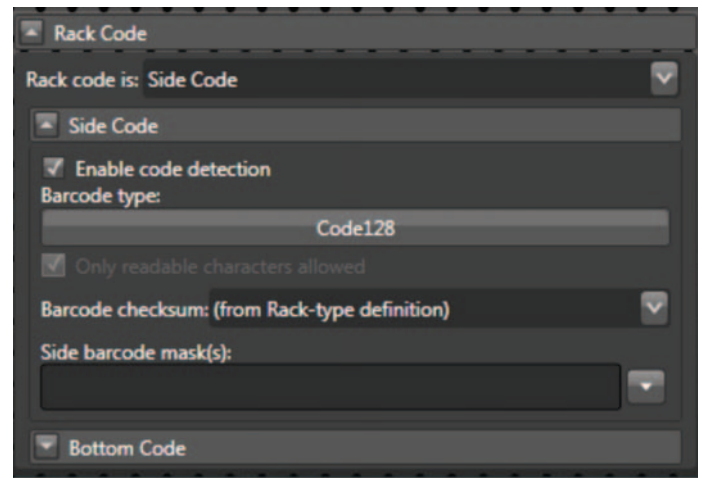 Rack Code
Rack code is: Side Code
Side Code
Enable code detection
Barcode type:
Code128
Only readable characters allowed
Barcode checksum: (from Rack-type definition)
Side barcode mask(s):
Bottom Code